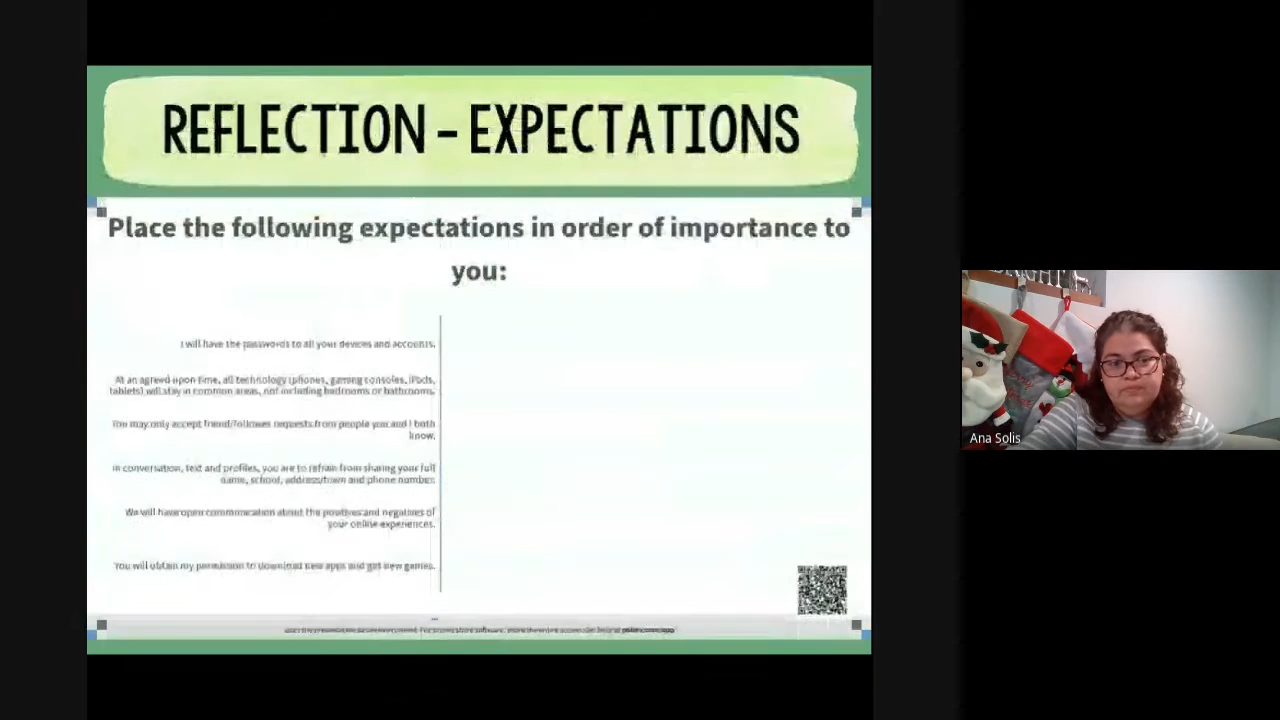 REFLECTION - EXPECTATIONS
Place the following expectations in order of importance to
you:
I will have the passwords to all your devices and accounts.
At an agreed upon time, all technology (phones, gaming consoles, iPads,
tablets) will stay in common areas, not including bedrooms or bathrooms.
You may only accept friend/follower requests from people you and I both
know.
In conversation, text and profiles, you are to refrain from sharing your full
name, school, address/town and phone number.
We will have open communication about the positives and negatives of
your online experiences.
You will obtain my permission to download new apps and get new games.
Ana Solis